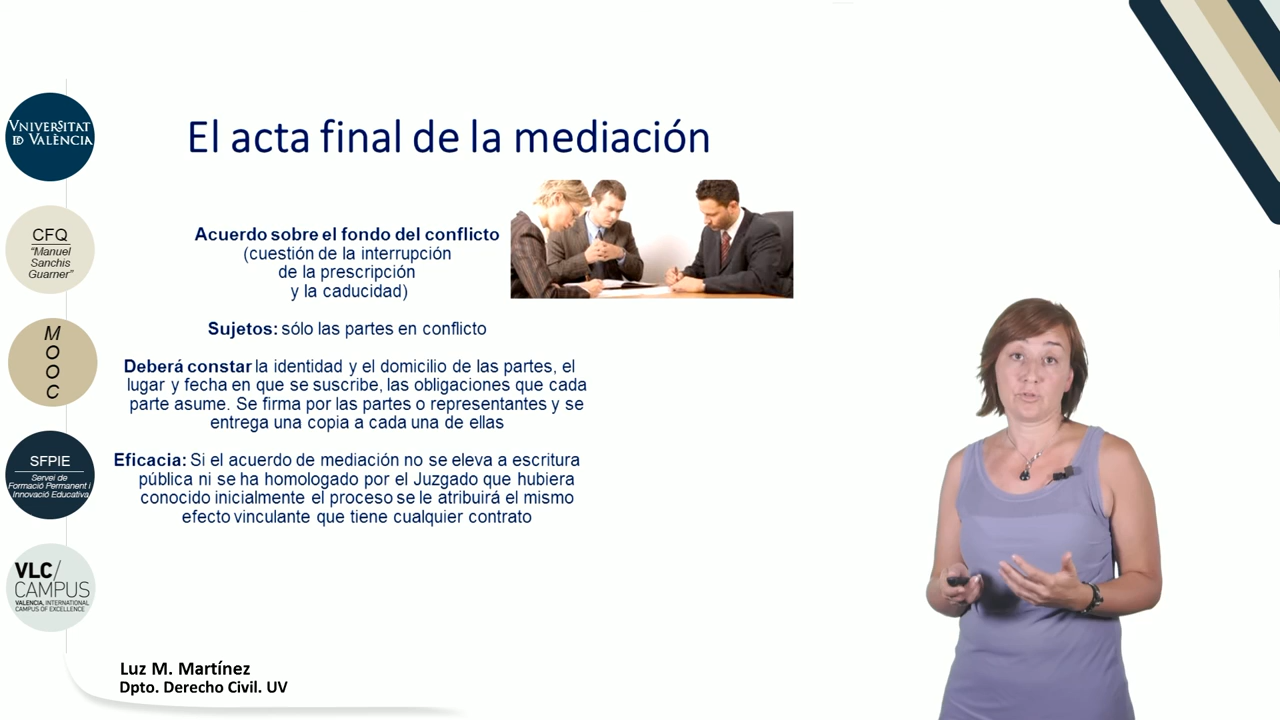 El acta final de la mediación
Acuerdo sobre el fondo del conflicto
(cuestión de la interrupción
de la prescripción
y la caducidad)
Sujetos: sólo las partes en conflicto
Deberá constar la identidad y el domicilio de las partes, el
lugar y fecha en que se suscribe, las obligaciones que cada
parte asume. Se firma por las partes o representantes y se
entrega una copia a cada una de ellas
Eficacia: Si el acuerdo de mediación no se eleva a escritura
pública ni se ha homologado por el Juzgado que hubiera
conocido inicialmente el proceso se le atribuirá el mismo
efecto vinculante que tiene cualquier contrato
VNIVERSITAT
DE VALÈNCIA
CFQ
“Manuel
Sanchis
Guarner”
M
O
O
C
SFPIE
Servei de
Formació Permanent i
Innovació Educativa
VLC/
CAMPUS
VALENCIA, INTERNATIONAL
CAMPUS OF EXCELLENCE
Luz M. Martínez
Dpto. Derecho Civil. UV